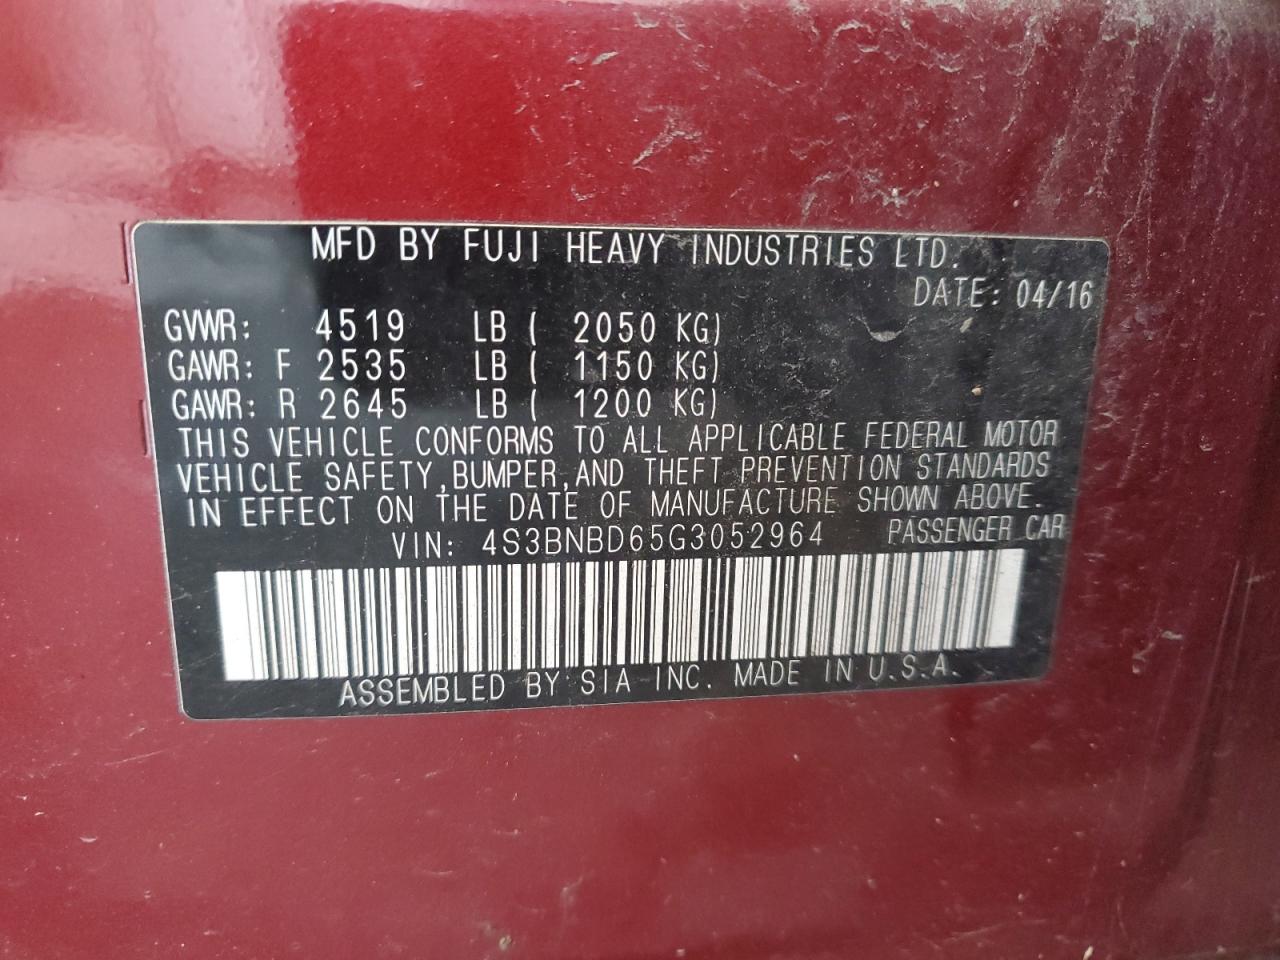 MFD BY FUJI HEAVY INDUSTRIES LTD.
DATE: 04/16
GVWR: 4519 LB ( 2050 KG)
GAWR: F 2535 LB ( 1150 KG)
GAWR: R 2645 LB ( 1200 KG)
THIS VEHICLE CONFORMS TO ALL APPLICABLE FEDERAL MOTOR
VEHICLE SAFETY, BUMPER, AND THEFT PREVENTION STANDARDS
IN EFFECT ON THE DATE OF MANUFACTURE SHOWN ABOVE.
VIN: 4S3BNBD65G3052964 PASSENGER CAR
ASSEMBLED BY SIA INC. MADE IN U.S.A.